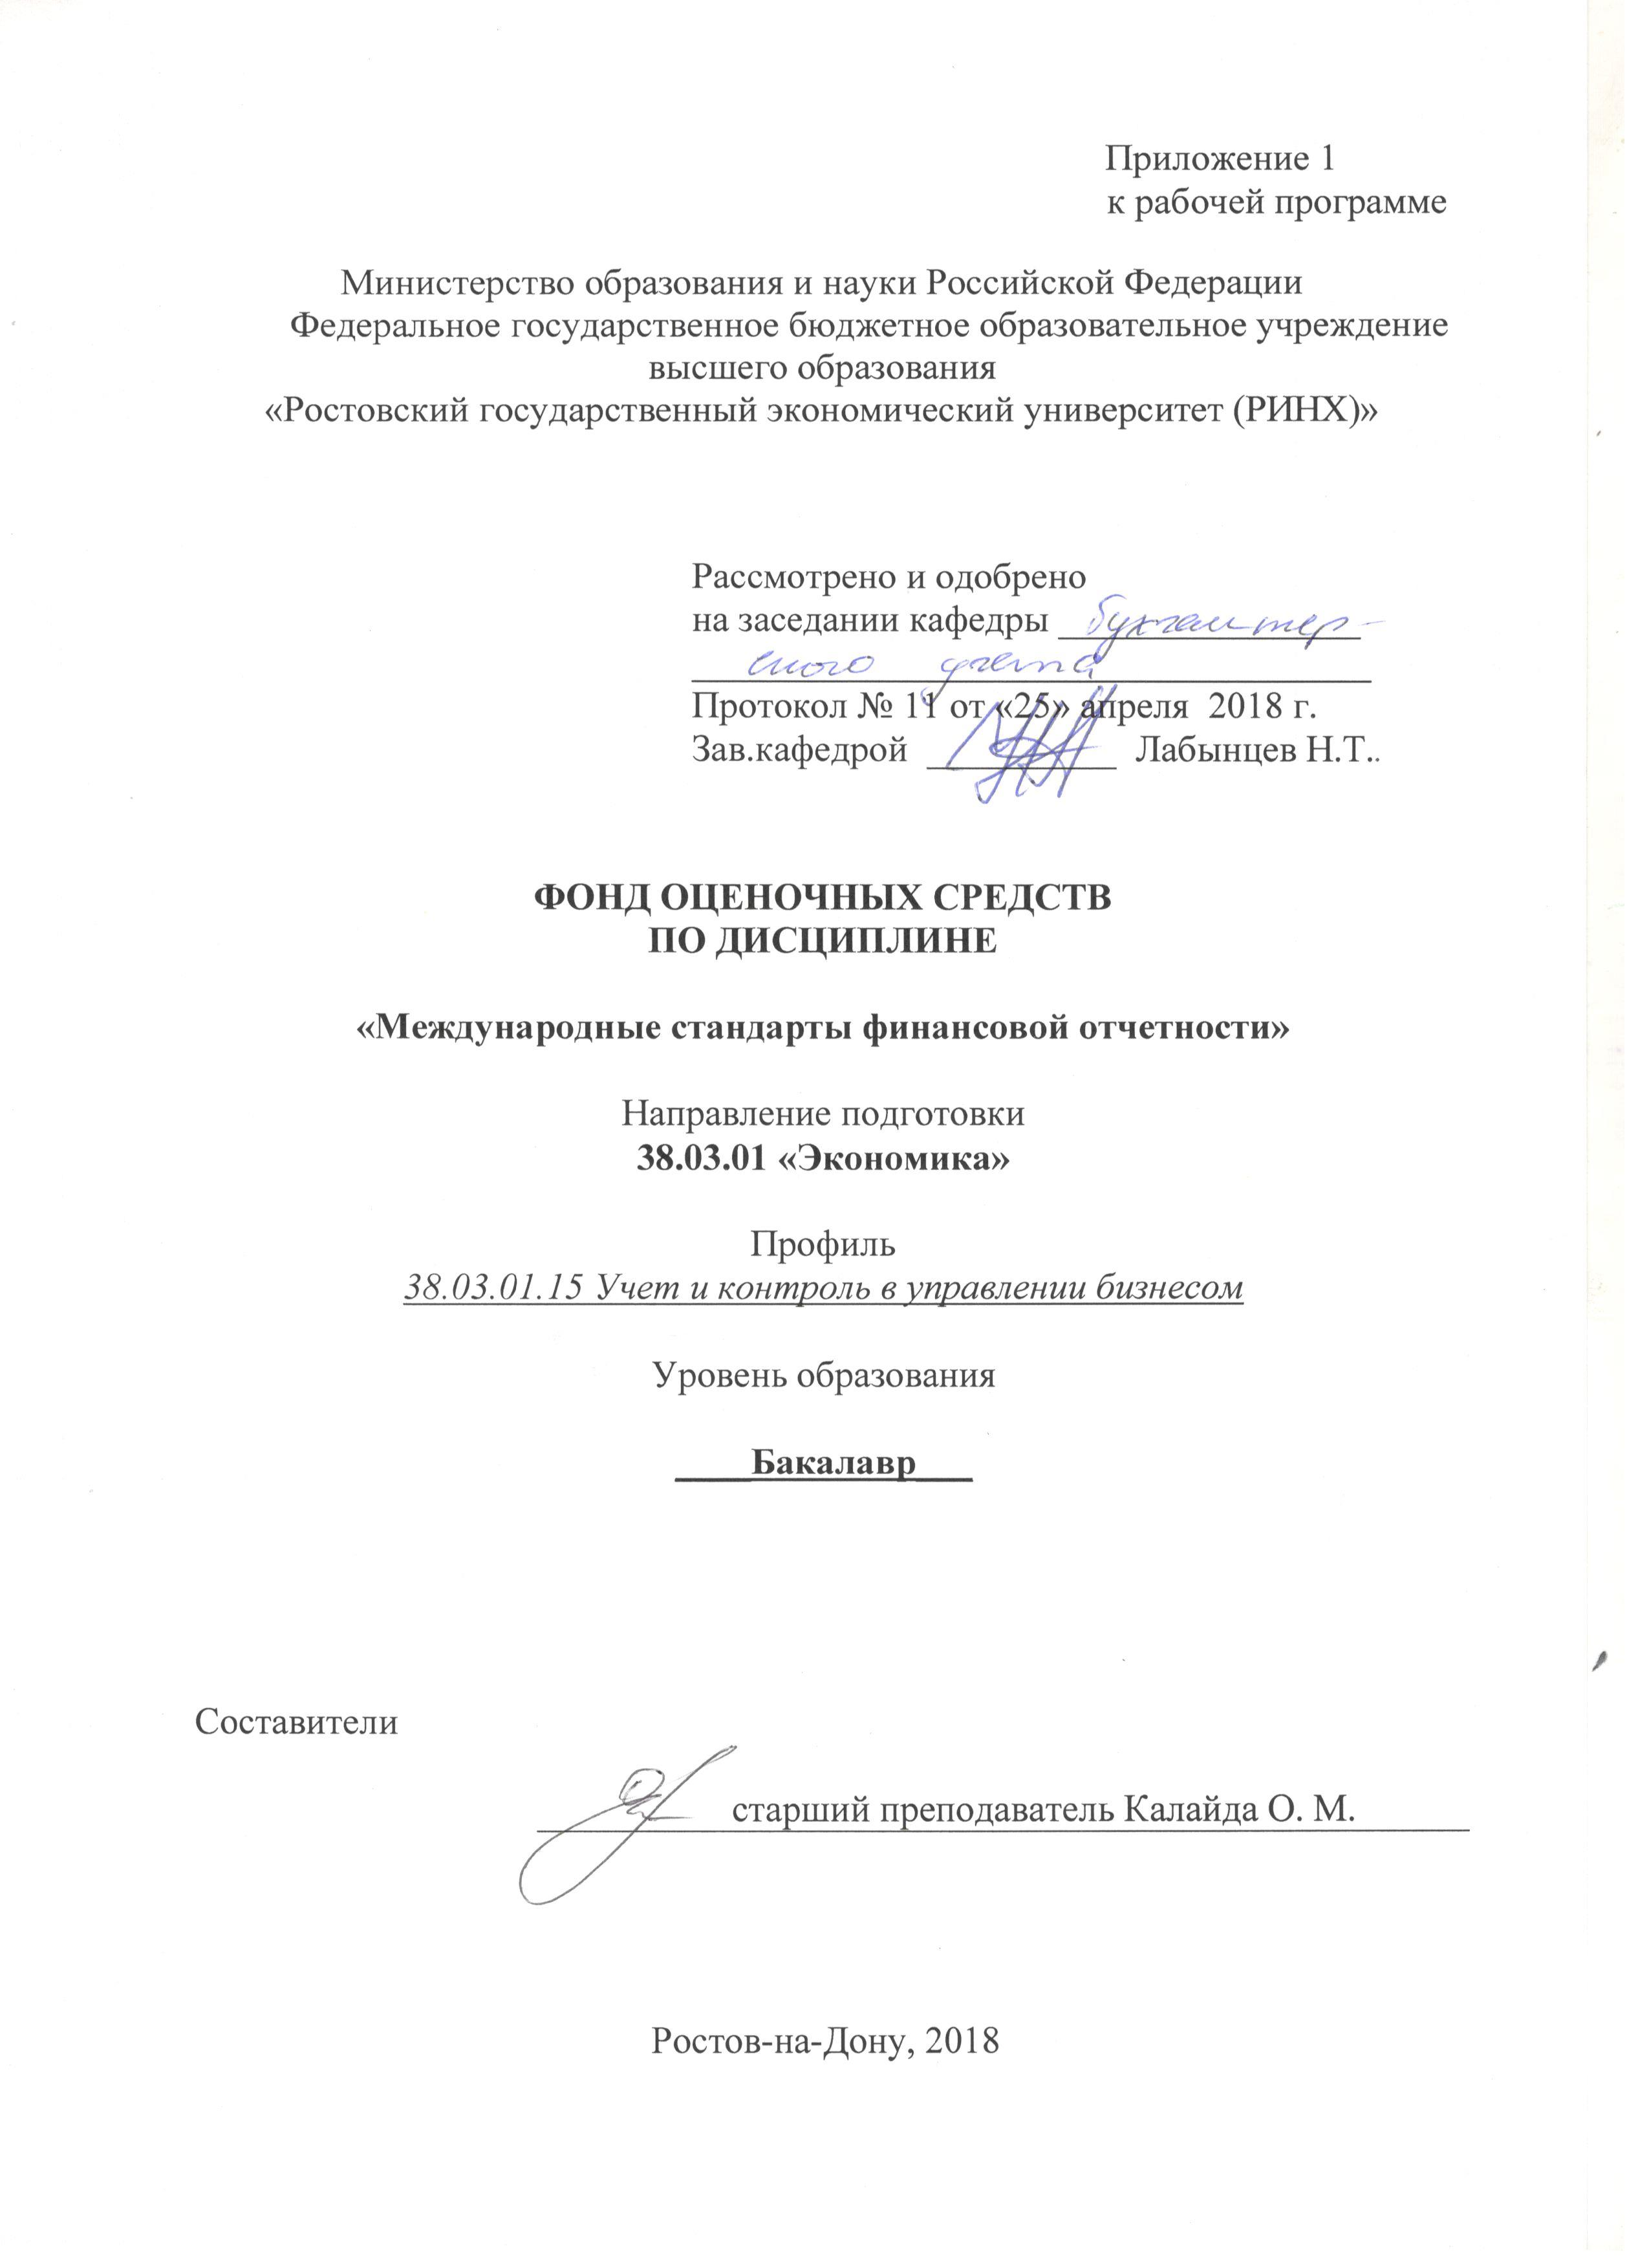 Приложение 1
к рабочей программе
Министерство образования и науки Российской Федерации
Федеральное государственное бюджетное образовательное учреждение
высшего образования
«Ростовский государственный экономический университет (РИНХ)»
Рассмотрено и одобрено
на заседании кафедры бухгалтер-
ского учета
Протокол № 11 от «25» апреля 2018 г.
Зав.кафедрой __________ Лабынцев Н.Т..
ФОНД ОЦЕНОЧНЫХ СРЕДСТВ
ПО ДИСЦИПЛИНЕ
«Международные стандарты финансовой отчетности»
Направление подготовки
38.03.01 «Экономика»
Профиль
38.03.01.15 Учет и контроль в управлении бизнесом
Уровень образования
Бакалавр
Составители
старший преподаватель Калайда О. М.
Ростов-на-Дону, 2018